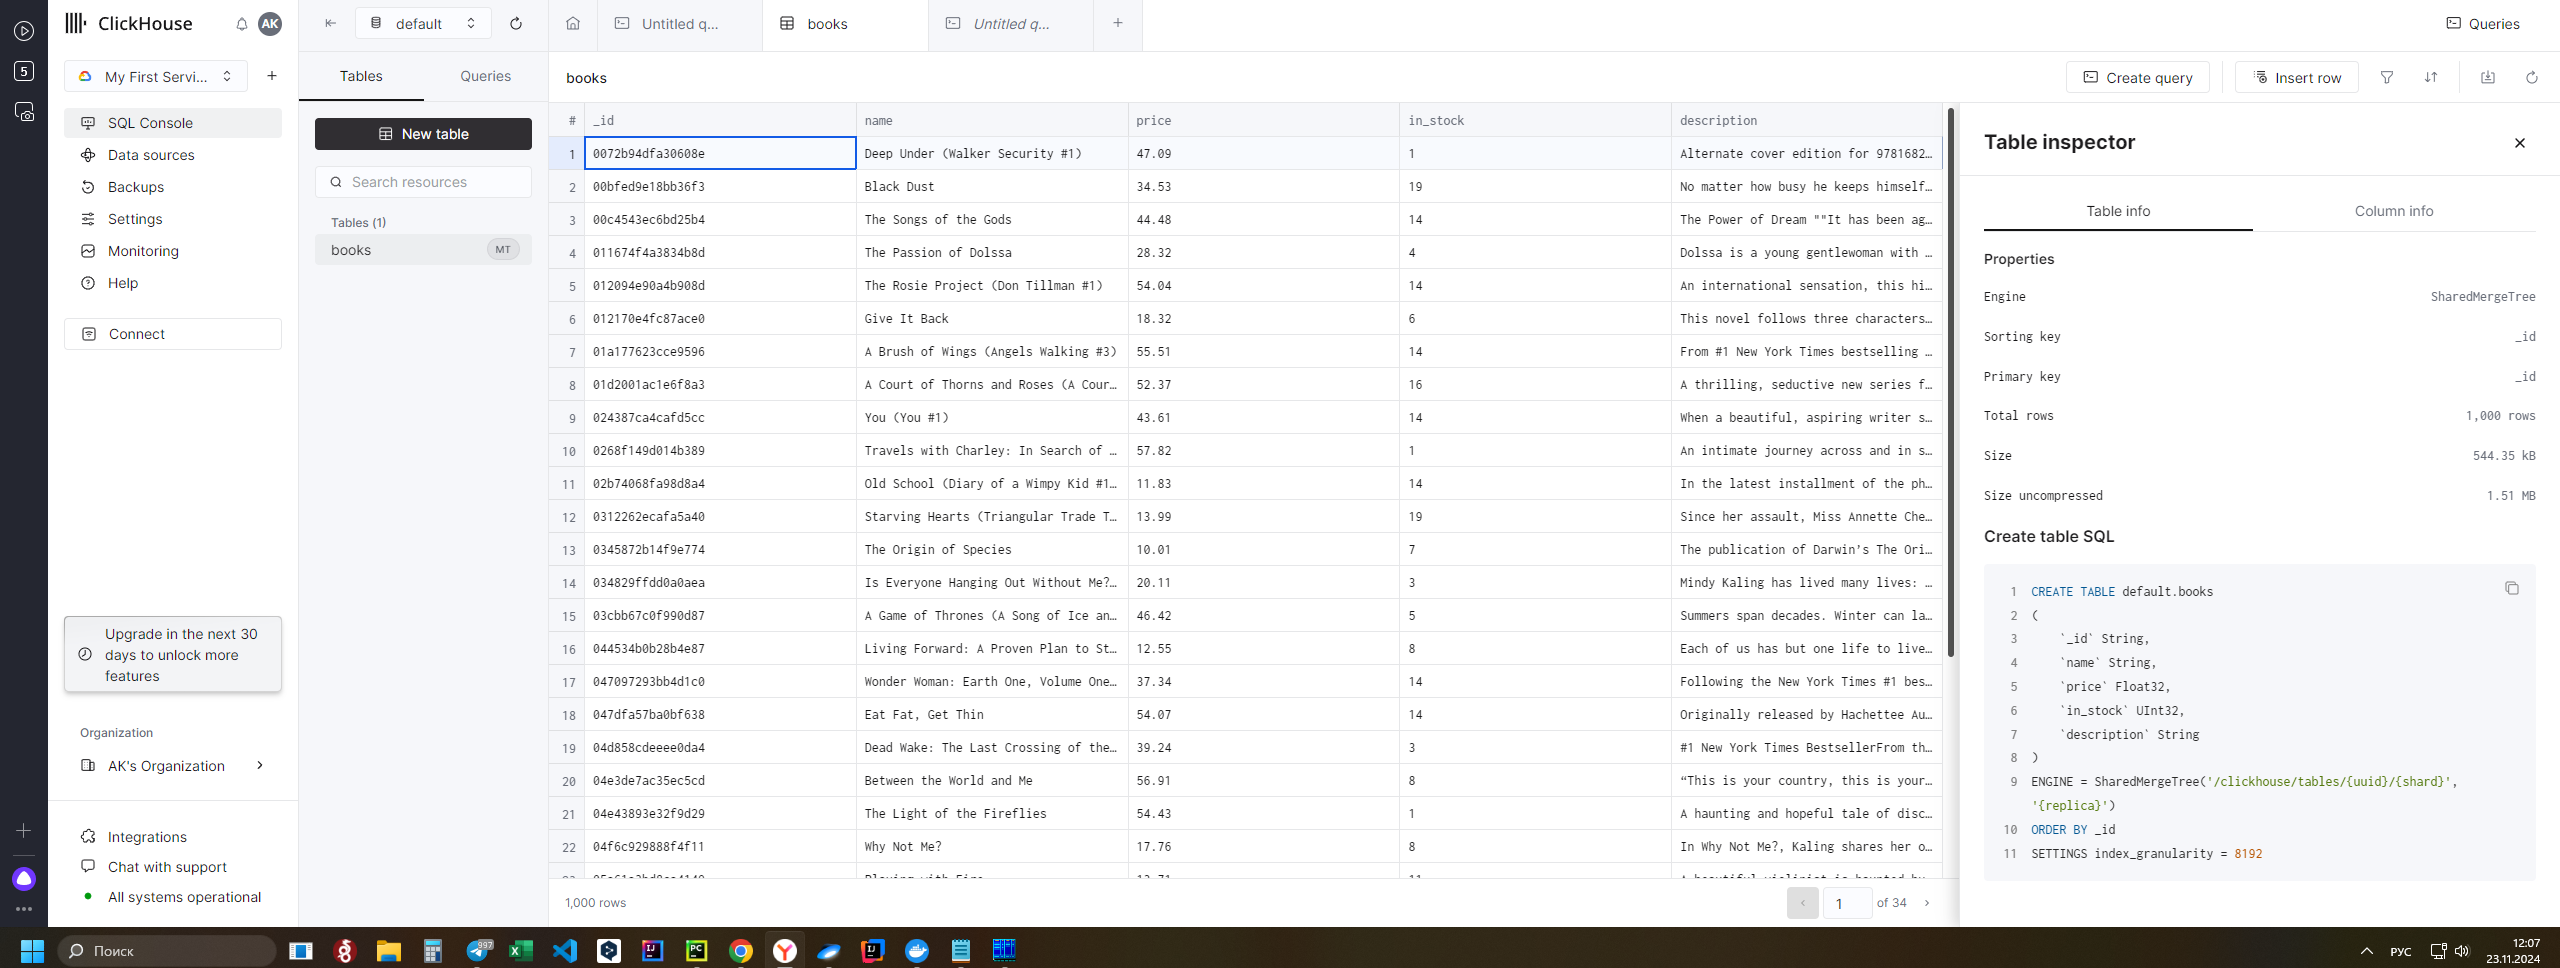 ClickHouse
AK
My First Servi...
SQL Console
Data sources
Backups
Settings
Monitoring
Help
Connect
Upgrade in the next 30
days to unlock more
features
Organization
AK's Organization
Integrations
Chat with support
All systems operational
5
default
Tables
Queries
New table
Search resources
Tables (1)
books MT
Untitled q...
books
Untitled q...
Queries
books
Create query
Insert row
# _id name price in_stock description
1 0072b94dfa30608e Deep Under (Walker Security #1) 47.09 1 Alternate cover edition for 9781682…
2 00bfed9e18bb36f3 Black Dust 34.53 19 No matter how busy he keeps himself…
3 00c4543ec6bd25b4 The Songs of the Gods 44.48 14 The Power of Dream ""It has been ag…
4 011674f4a3834b8d The Passion of Dolssa 28.32 4 Dolssa is a young gentlewoman with …
5 012094e90a4b908d The Rosie Project (Don Tillman #1) 54.04 14 An international sensation, this hi…
6 012170e4fc87ace0 Give It Back 18.32 6 This novel follows three characters…
7 01a177623cce9596 A Brush of Wings (Angels Walking #3) 55.51 14 From #1 New York Times bestselling …
8 01d2001ac1e6f8a3 A Court of Thorns and Roses (A Cour… 52.37 16 A thrilling, seductive new series f…
9 024387ca4cafd5cc You (You #1) 43.61 14 When a beautiful, aspiring writer s…
10 0268f149d014b389 Travels with Charley: In Search of … 57.82 1 An intimate journey across and in s…
11 02b74068fa98d8a4 Old School (Diary of a Wimpy Kid #1… 11.83 14 In the latest installment of the ph…
12 0312262ecafa5a40 Starving Hearts (Triangular Trade T… 13.99 19 Since her assault, Miss Annette Che…
13 0345872b14f9e774 The Origin of Species 10.01 7 The publication of Darwin's The Ori…
14 034829ffdd0a0aea Is Everyone Hanging Out Without Me?… 20.11 3 Mindy Kaling has lived many lives: …
15 03cbb67c0f990d87 A Game of Thrones (A Song of Ice an… 46.42 5 Summers span decades. Winter can la…
16 044534b0b28b4e87 Living Forward: A Proven Plan to St… 12.55 8 Each of us has but one life to live…
17 047097293bb4d1c0 Wonder Woman: Earth One, Volume One… 37.34 14 Following the New York Times #1 bes…
18 047dfa57ba0bf638 Eat Fat, Get Thin 54.07 14 Originally released by Hachettee Au…
19 04d858cdeeee0da4 Dead Wake: The Last Crossing of the… 39.24 3 #1 New York Times BestsellerFrom th…
20 04e3de7ac35ec5cd Between the World and Me 56.91 8 “This is your country, this is your…
21 04e43893e32f9d29 The Light of the Fireflies 54.43 1 A haunting and hopeful tale of disc…
22 04f6c929888f4f11 Why Not Me? 17.76 8 In Why Not Me?, Kaling shares her o…
1,000 rows
1 of 34
Table inspector
Table info
Column info
Properties
Engine SharedMergeTree
Sorting key _id
Primary key _id
Total rows 1,000 rows
Size 544.35 kB
Size uncompressed 1.51 MB
Create table SQL
1 CREATE TABLE default.books
2 (
3 `_id` String,
4 `name` String,
5 `price` Float32,
6 `in_stock` UInt32,
7 `description` String
8 )
9 ENGINE = SharedMergeTree('/clickhouse/tables/{uuid}/{shard}',
'{replica}')
10 ORDER BY _id
11 SETTINGS index_granularity = 8192
Поиск
997
РУС
12:07
23.11.2024